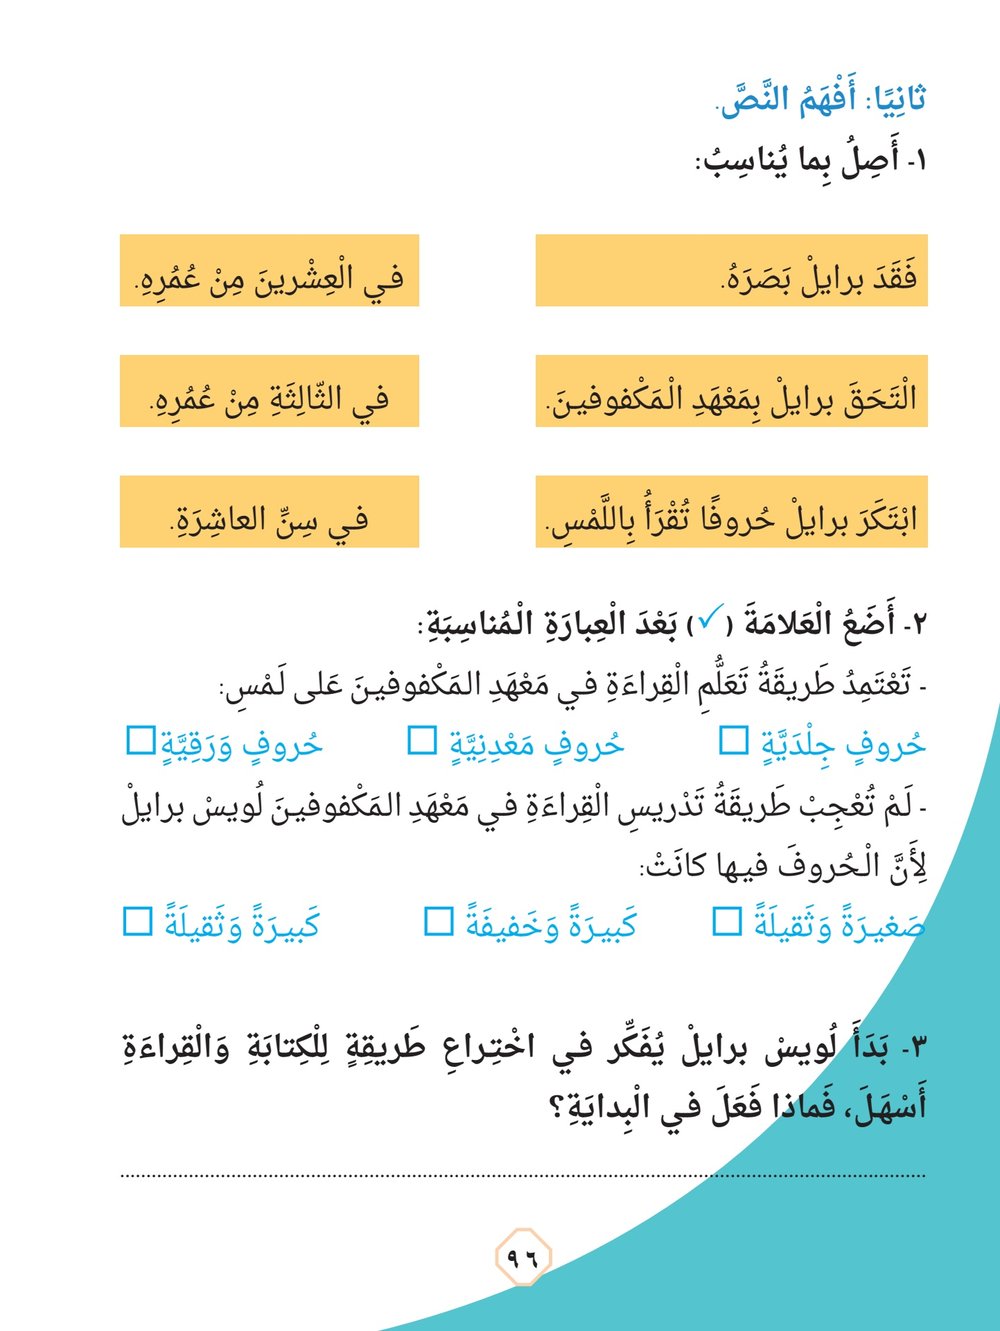 ثانِيًا: أَفْهَمُ النَّصَّ.
١- أَصِلُ بِما يُناسِبُ:
فَقَدَ برايلْ بَصَرَهُ. في الْعِشْرينَ مِنْ عُمُرِهِ.
الْتَحَقَ برايلْ بِمَعْهَدِ الْمَكْفوفينَ. في الثّالِثَةِ مِنْ عُمُرِهِ.
ابْتَكَرَ برايلْ حُروفًا تُقْرَأُ بِاللَّمْسِ. في سِنِّ العاشِرَةِ.
٢- أَضَعُ الْعَلامَةَ (✓) بَعْدَ الْعِبارَةِ الْمُناسِبَةِ:
- تَعْتَمِدُ طَريقَةُ تَعَلُّمِ الْقِراءَةِ في مَعْهَدِ المَكْفوفينَ عَلى لَمْسِ:
حُروفٍ جِلْدَيَّةٍ □ حُروفٍ مَعْدِنِيَّةٍ □ حُروفٍ وَرَقِيَّةٍ □
- لَمْ تُعْجِبْ طَريقَةُ تَدْريسِ الْقِراءَةِ في مَعْهَدِ المَكْفوفينَ لُويسْ برايلْ
لِأَنَّ الْحُروفَ فيها كانَتْ:
صَغيرَةً وَثَقيلَةً □ كَبيرَةً وَخَفيفَةً □ كَبيرَةً وَثَقيلَةً □
٣- بَدَأَ لُويسْ برايلْ يُفَكِّر في اخْتِراعِ طَريقِةٍ لِلْكِتابَةِ وَالْقِراءَةِ
أَسْهَلَ، فَماذا فَعَلَ في الْبِدايَةِ؟
٩٦